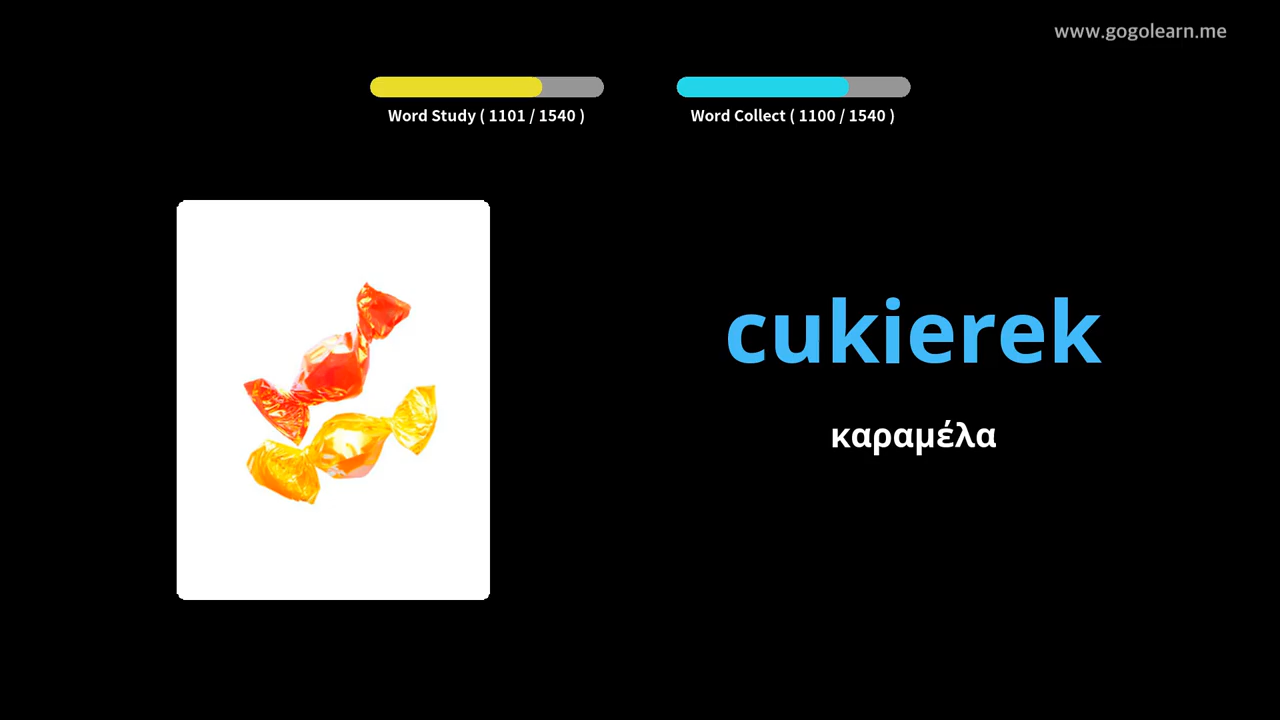 www.gogolearn.me
Word Study ( 1101 / 1540 )
Word Collect ( 1100 / 1540 )
cukierek
καραμέλα